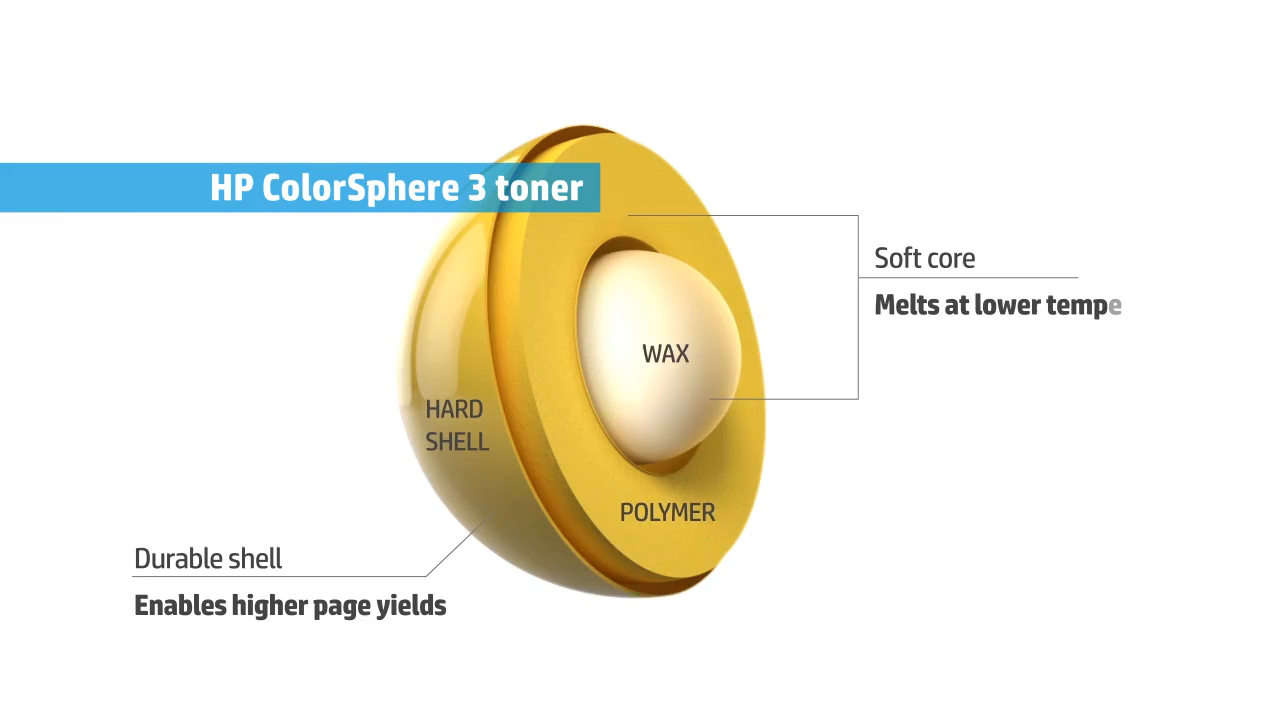 HP ColorSphere 3 toner
Soft core
Melts at lower tempe
WAX
HARD
SHELL
POLYMER
Durable shell
Enables higher page yields